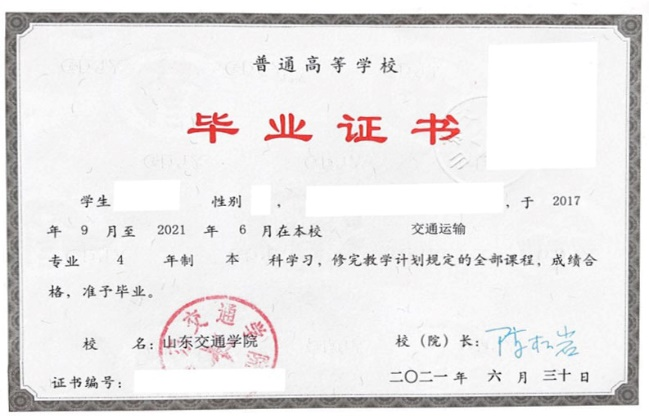 普通高等学校
毕业证书
学生 性别 , , 于 2017
年 9 月至 2021 年 6 月在本校 交通运输
专业 4 年制 本 科学习，修完教学计划规定的全部课程，成绩合
格，准予毕业。
校 名：山东交通学院 校（院）长：陈松岩
证书编号： 二〇二一年 六 月 三十日